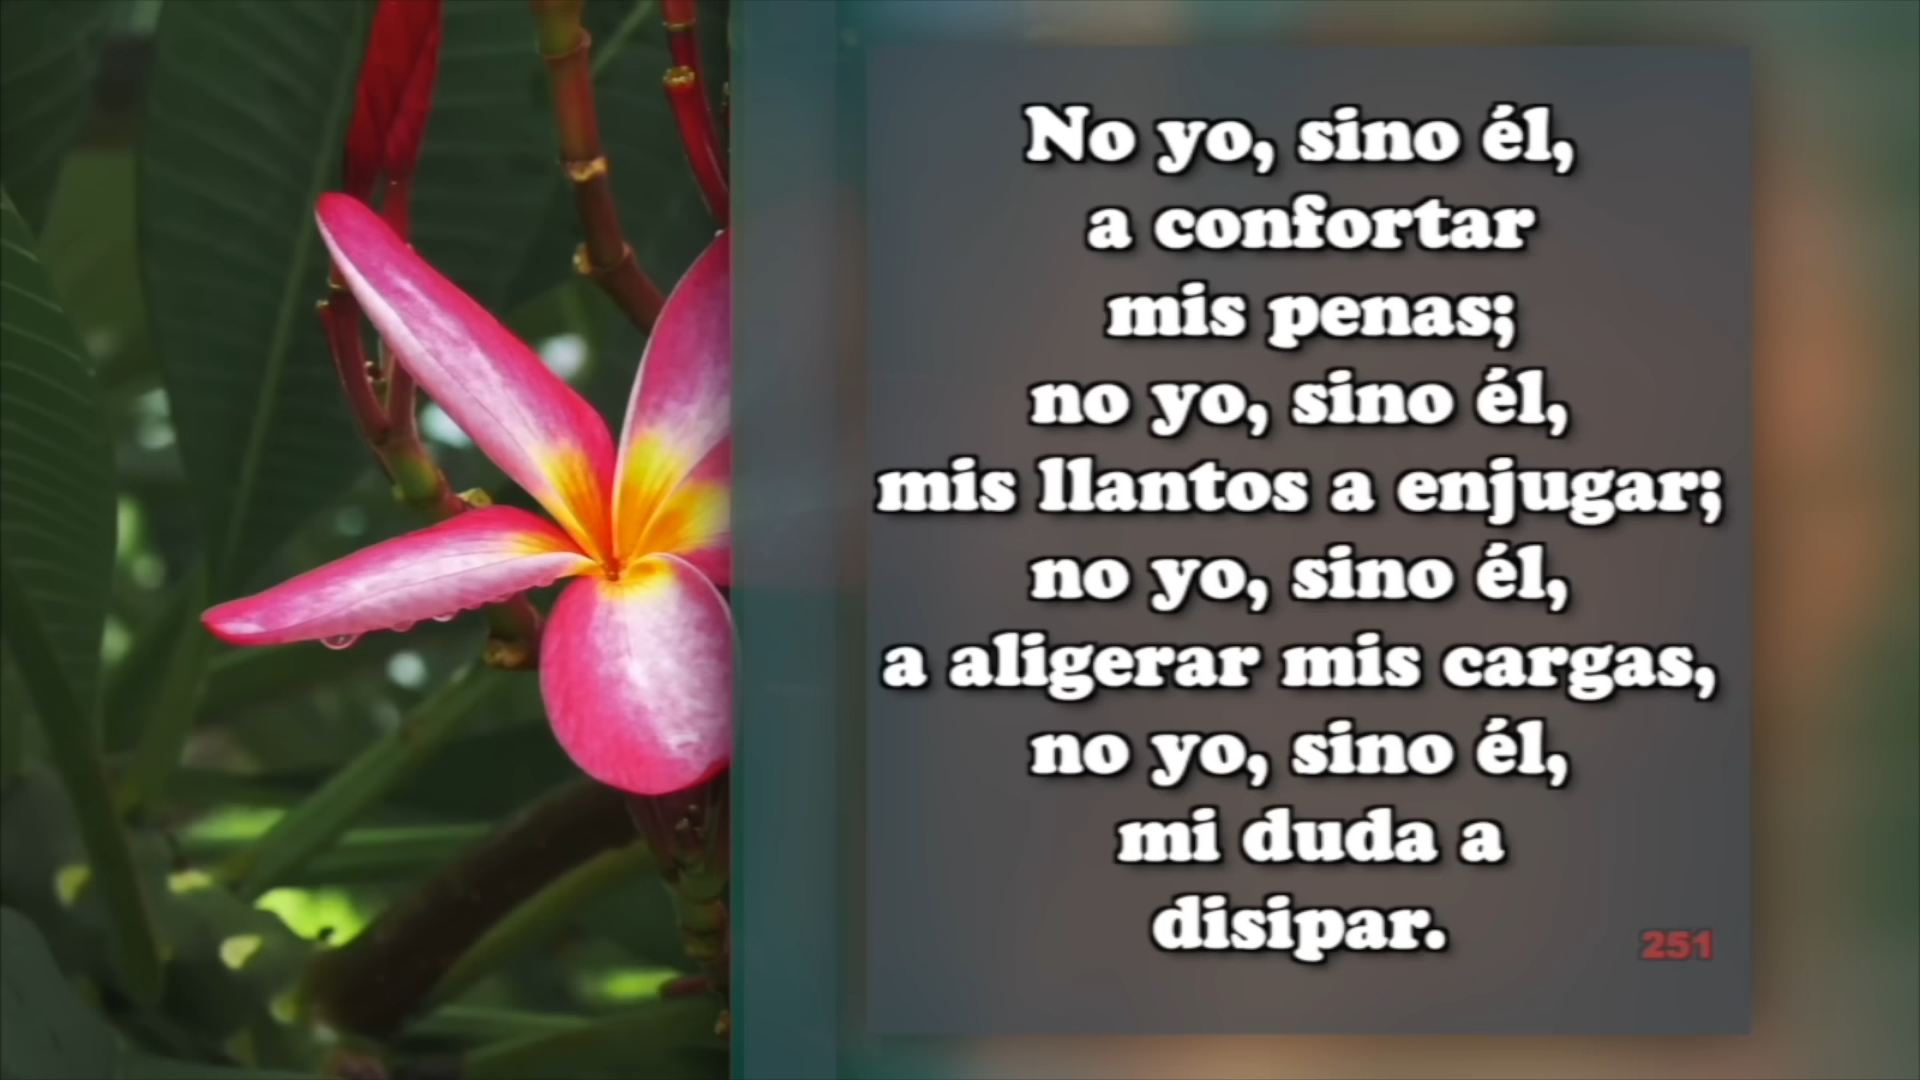 No yo, sino él,
a confortar
mis penas;
no yo, sino él,
mis llantos a enjugar;
no yo, sino él,
a aligerar mis cargas,
no yo, sino él,
mi duda a
disipar.
251